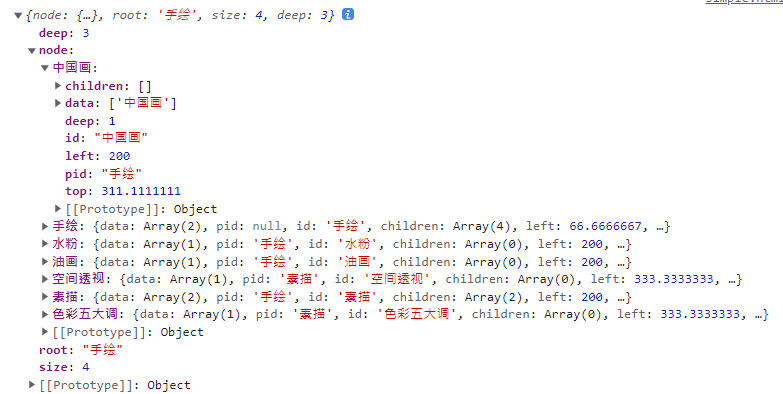 {node: {…}, root: '手绘', size: 4, deep: 3}
deep: 3
node:
中国画:
children: []
data: ['中国画']
deep: 1
id: "中国画"
left: 200
pid: "手绘"
top: 311.1111111
[[Prototype]]: Object
手绘: {data: Array(2), pid: null, id: '手绘', children: Array(4), left: 66.6666667, …}
水粉: {data: Array(1), pid: '手绘', id: '水粉', children: Array(0), left: 200, …}
油画: {data: Array(1), pid: '手绘', id: '油画', children: Array(0), left: 200, …}
空间透视: {data: Array(1), pid: '素描', id: '空间透视', children: Array(0), left: 333.3333333, …}
素描: {data: Array(2), pid: '手绘', id: '素描', children: Array(2), left: 200, …}
色彩五大调: {data: Array(1), pid: '素描', id: '色彩五大调', children: Array(0), left: 333.3333333, …}
[[Prototype]]: Object
root: "手绘"
size: 4
[[Prototype]]: Object